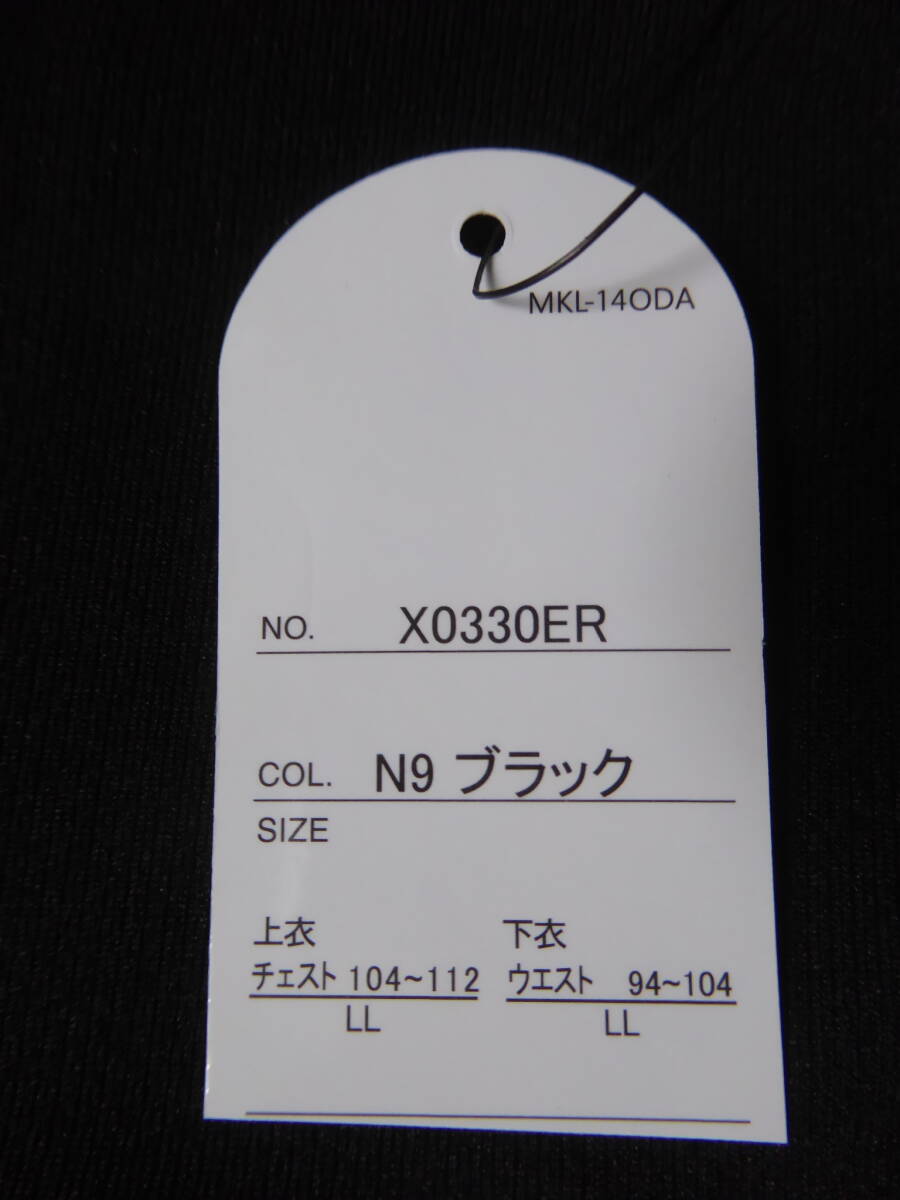 MKL-140DA
NO. X0330ER
COL. N9 ブラック
SIZE
上衣 下衣
チェスト 104~112 ウエスト 94~104
LL LL